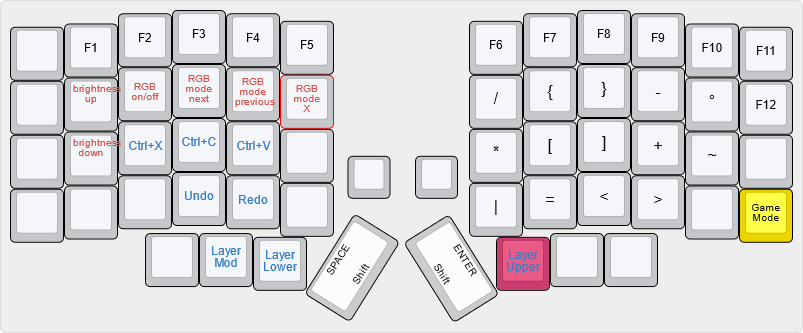 F1
F2
F3
F4
F5
F6
F7
F8
F9
F10
F11
brightness
up
RGB
on/off
RGB
mode
next
RGB
mode
previous
RGB
mode
X
/
{
}
-
°
F12
brightness
down
Ctrl+X
Ctrl+C
Ctrl+V
*
[
]
+
~
Undo
Redo
|
=
<
>
Game
Mode
Layer
Mod
Layer
Lower
SPACE
Shift
ENTER
Shift
Layer
Upper